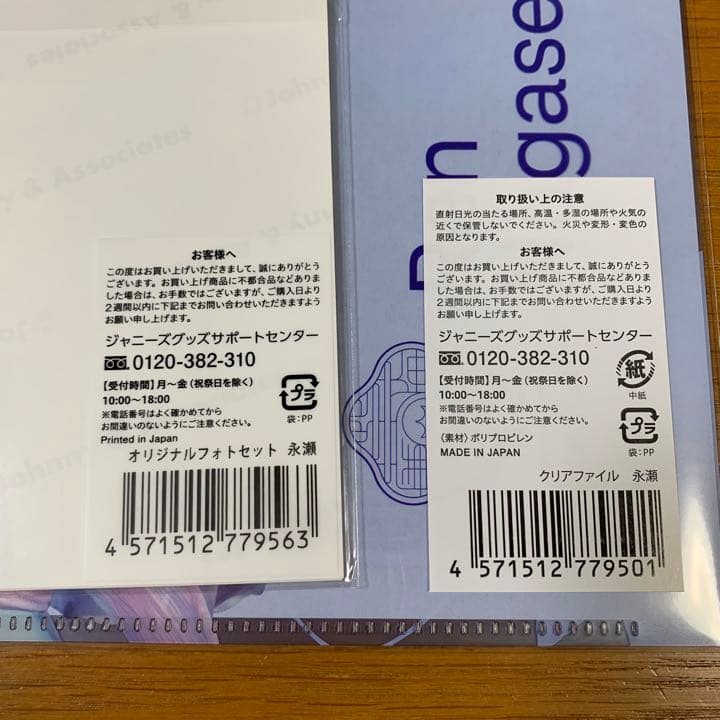 & Associates
Johnny
y & Associates
nny &
お客様へ
この度はお買い上げいただきまして、誠にありがとう
ございます。お買い上げ商品に不都合品などありま
した場合は、お手数ではございますが、ご購入日より
2週間以内に下記までお問い合わせいただきますよう
お願い申し上げます。
ジャニーズグッズサポートセンター
0120-382-310
【受付時間】月〜金（祝祭日を除く）
10:00〜18:00
※電話番号はよく確かめてから
お間違いのないようにご注意ください。
Printed in Japan
プラ
袋:PP
オリジナルフォトセット 永瀬
4 571512 779563
n
gase
取り扱い上の注意
直射日光の当たる場所、高温・多湿の場所や火気の
近くで保管しないでください。火災や変形・変色の
原因となります。
お客様へ
この度はお買い上げいただきまして、誠にありがとう
ございます。お買い上げ商品に不都合品などありま
した場合は、お手数ではございますが、ご購入日より
2週間以内に下記までお問い合わせいただきますよう
お願い申し上げます。
ジャニーズグッズサポートセンター
0120-382-310
【受付時間】月〜金（祝祭日を除く）
10:00〜18:00
※電話番号はよく確かめてから
お間違いのないようにご注意ください。
〈素材〉ポリプロピレン
MADE IN JAPAN
紙
中紙
プラ
袋:PP
クリアファイル 永瀬
4 571512 779501